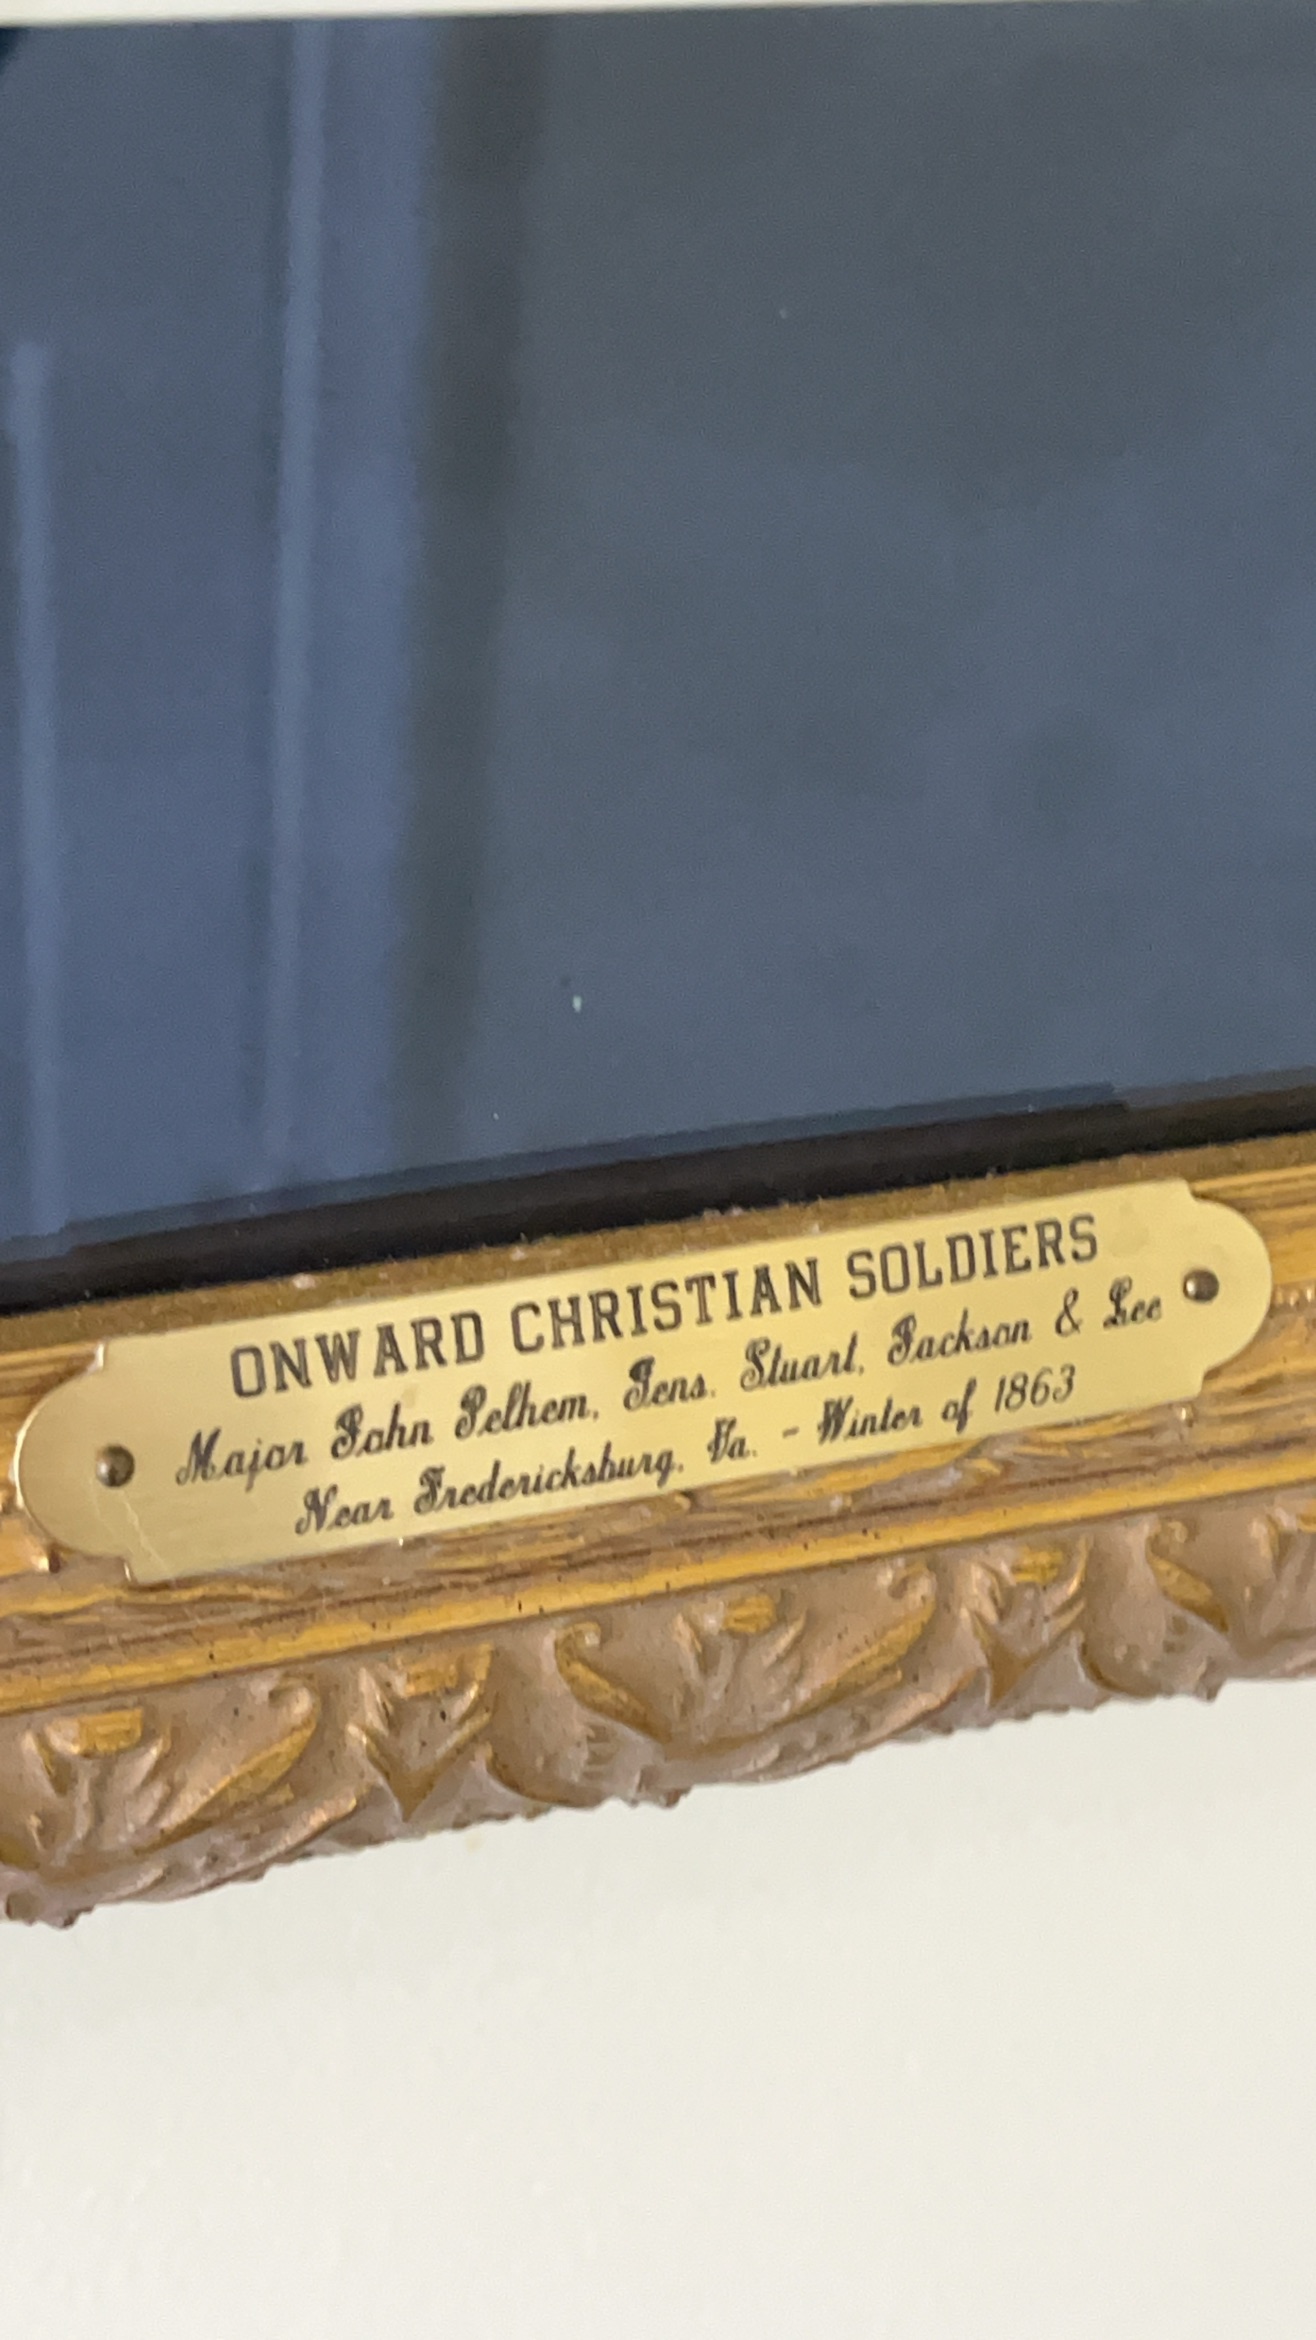 ONWARD CHRISTIAN SOLDIERS
Major John Pelhem, Gens. Stuart, Jackson & Lee
Near Fredericksburg, Va. - Winter of 1863